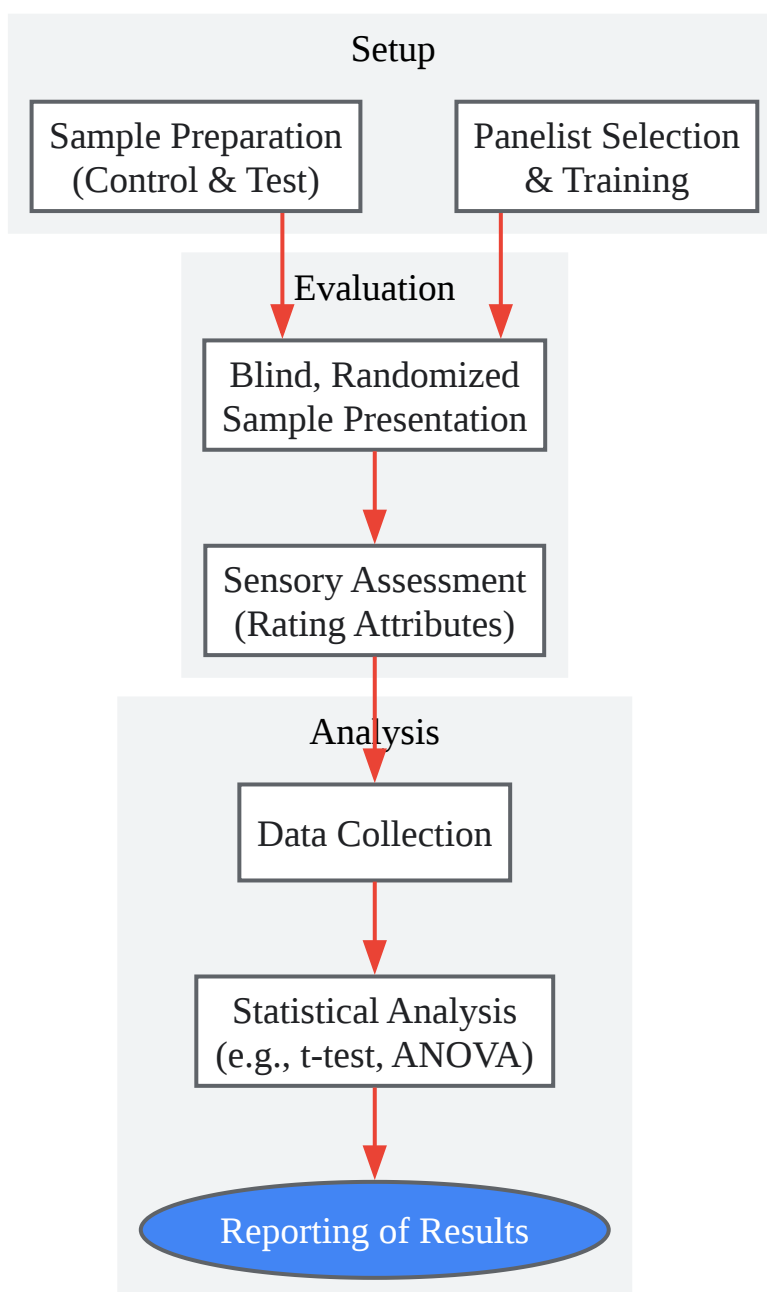 Setup
Sample Preparation
(Control & Test)
Panelist Selection
& Training
Evaluation
Blind, Randomized
Sample Presentation
Sensory Assessment
(Rating Attributes)
Analysis
Data Collection
Statistical Analysis
(e.g., t-test, ANOVA)
Reporting of Results